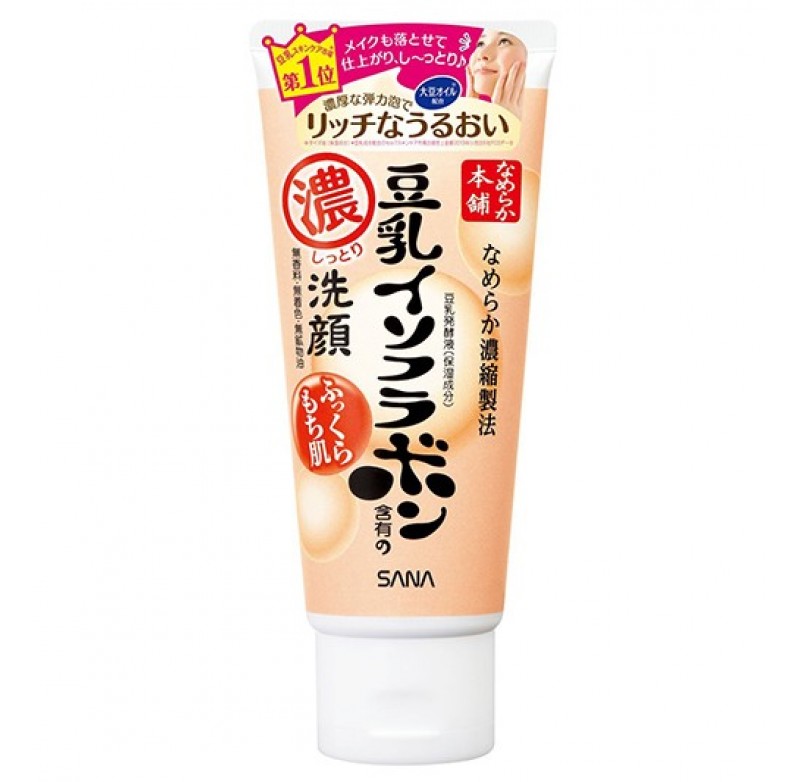 豆乳スキンケア市場
第1位
メイクも落とせて
仕上がり、し〜っとり♪
濃厚な弾力泡で
大豆オイル
配合
リッチなうるおい
なめらか
本舗
なめらか濃縮製法
豆乳発酵液(保湿成分)
豆乳イソフラボン
含有の
濃
しっとり
洗顔
無香料・無着色・無鉱物油
ふっくら
もち肌
SANA